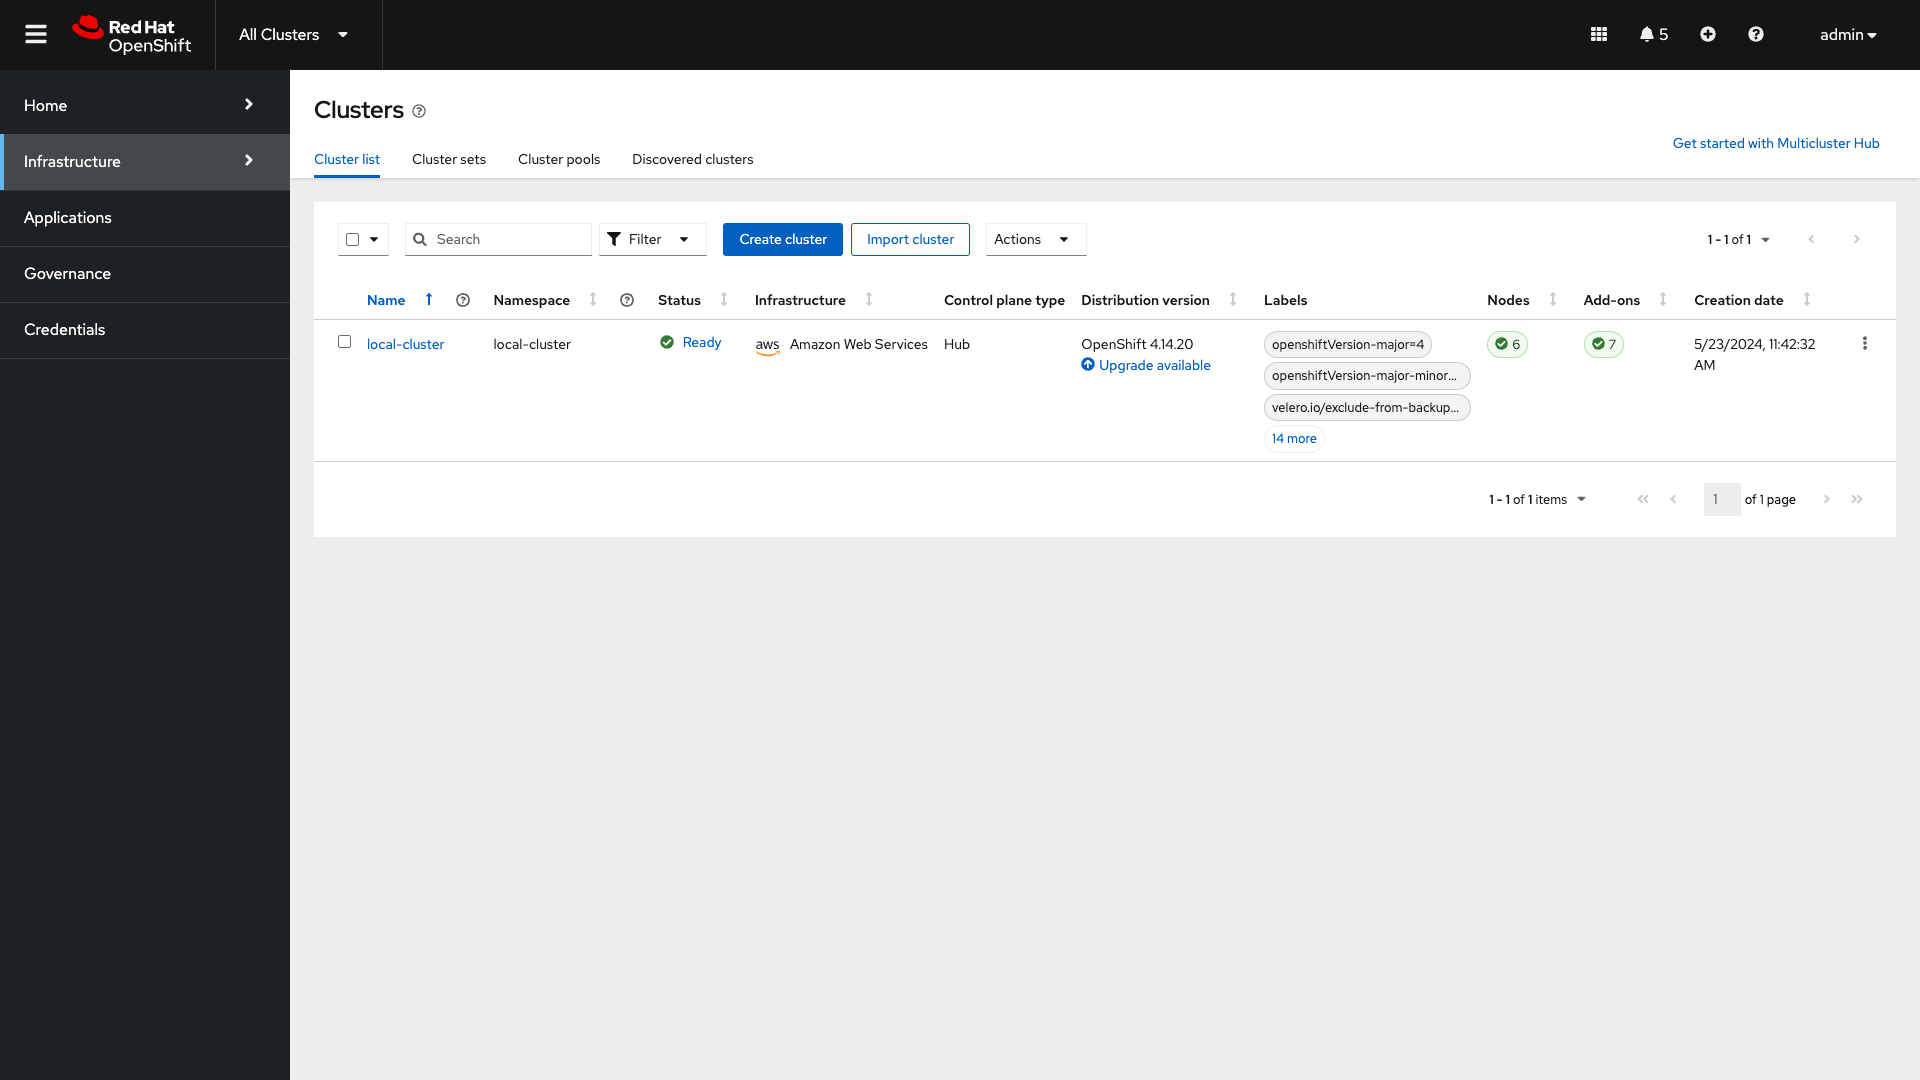 Red Hat
OpenShift
All Clusters
5
admin
Home
Infrastructure
Applications
Governance
Credentials
Clusters
Get started with Multicluster Hub
Cluster list Cluster sets Cluster pools Discovered clusters
Search Filter Create cluster Import cluster Actions 1 - 1 of 1
Name Namespace Status Infrastructure Control plane type Distribution version Labels Nodes Add-ons Creation date
local-cluster local-cluster Ready aws Amazon Web Services Hub OpenShift 4.14.20 openshiftVersion-major=4 6 7 5/23/2024, 11:42:32
Upgrade available AM
openshiftVersion-major-minor...
velero.io/exclude-from-backup...
14 more
1 - 1 of 1 items 1 of 1 page